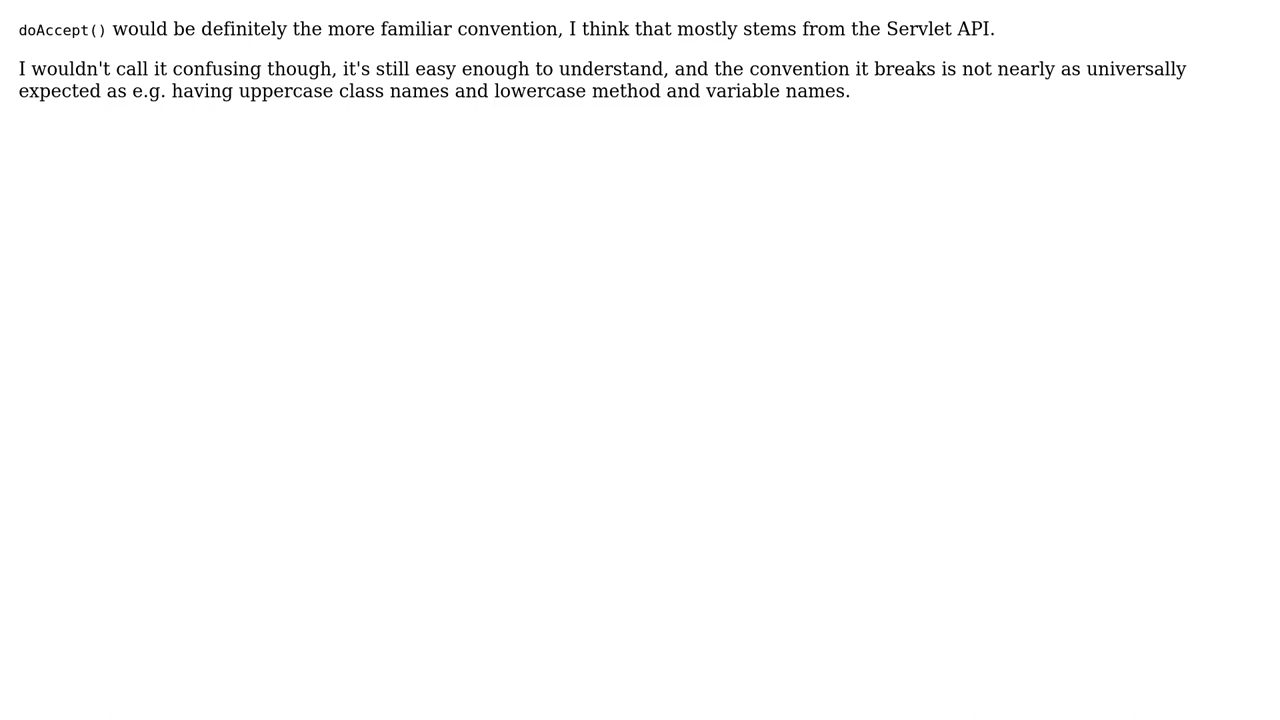 doAccept() would be definitely the more familiar convention, I think that mostly stems from the Servlet API.
I wouldn't call it confusing though, it's still easy enough to understand, and the convention it breaks is not nearly as universally
expected as e.g. having uppercase class names and lowercase method and variable names.